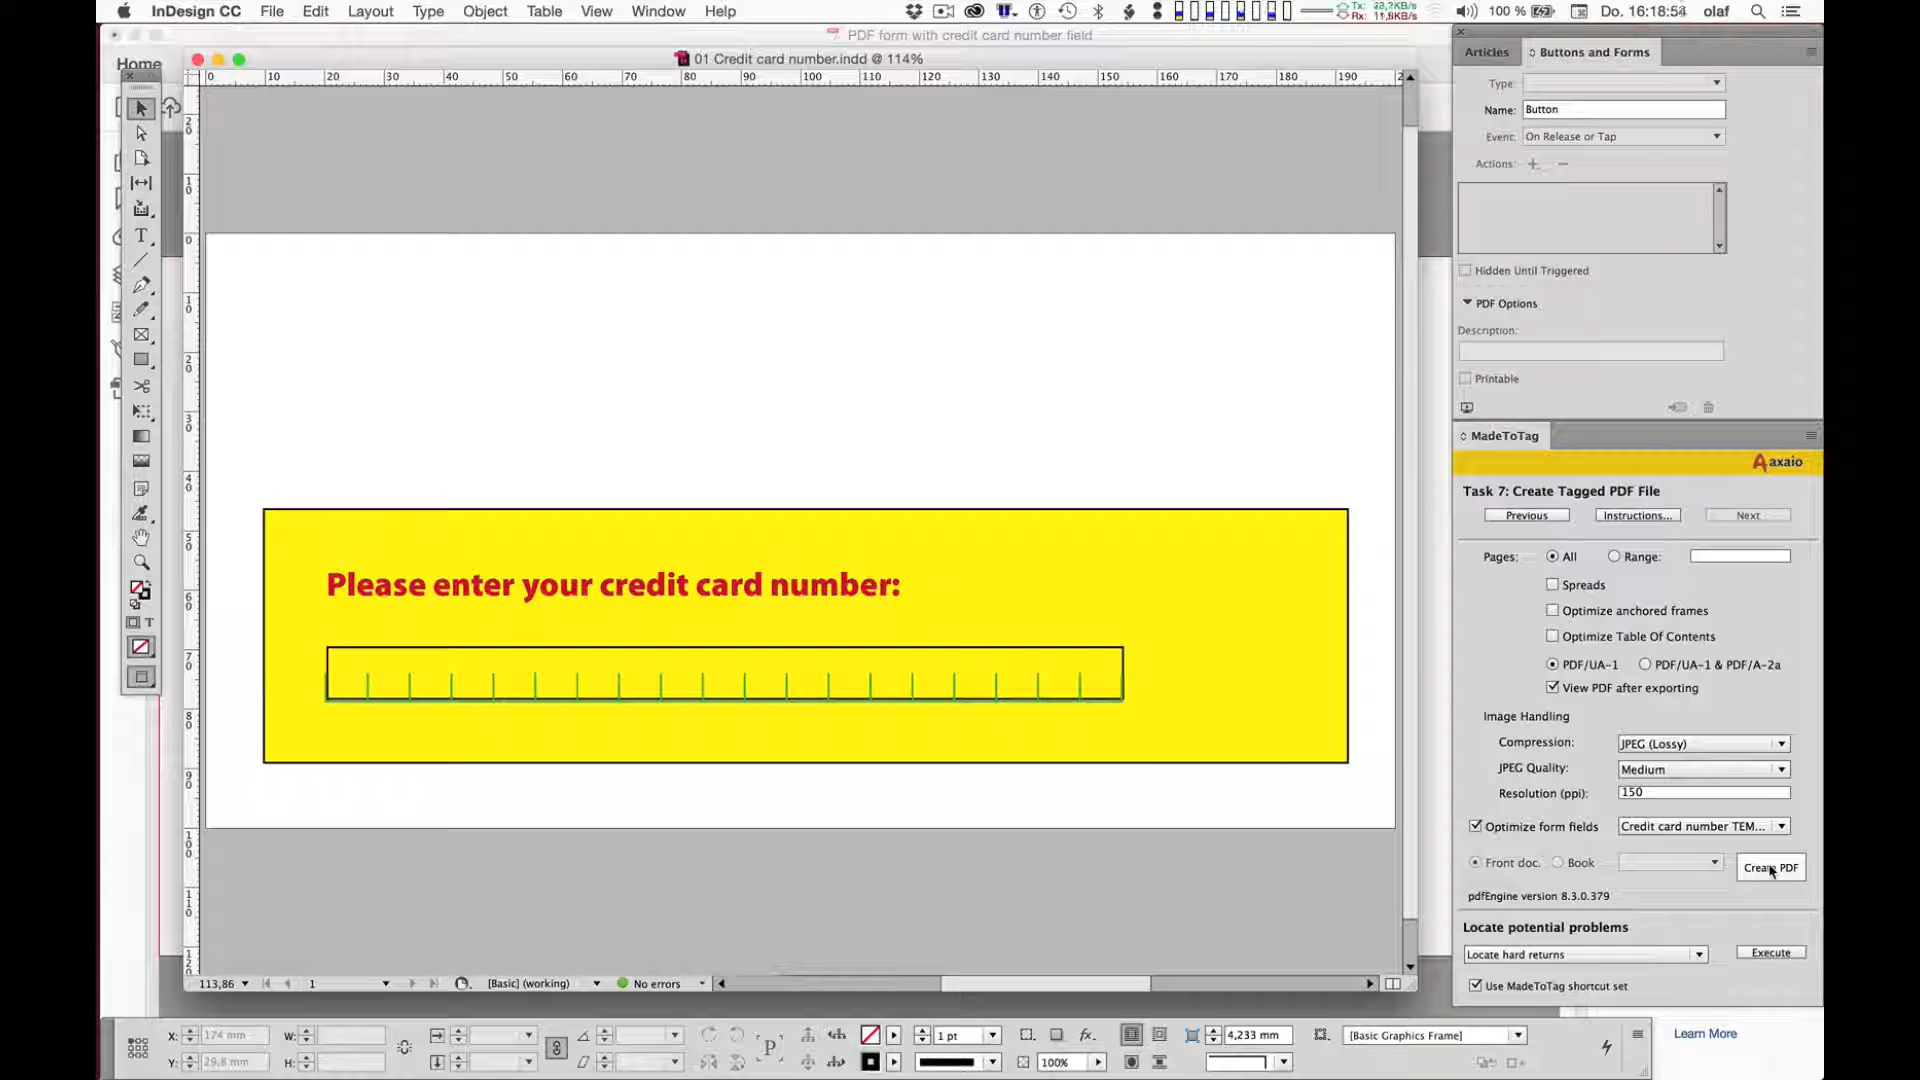 InDesign CC File Edit Layout Type Object Table View Window Help
100 % Do. 16:18:54 olaf
PDF form with credit card number field
Home
01 Credit card number.indd @ 114%
0 10 20 30 40 50 60 70 80 90 100 110 120 130 140 150 160 170 180 190
Please enter your credit card number:
113,86 1 [Basic] (working) No errors
Articles Buttons and Forms
Type:
Name: Button
Event: On Release or Tap
Actions: + −
Hidden Until Triggered
PDF Options
Description:
Printable
MadeToTag
axaio
Task 7: Create Tagged PDF File
Previous Instructions... Next
Pages: All Range:
Spreads
Optimize anchored frames
Optimize Table Of Contents
PDF/UA-1 PDF/UA-1 & PDF/A-2a
View PDF after exporting
Image Handling
Compression: JPEG (Lossy)
JPEG Quality: Medium
Resolution (ppi): 150
Optimize form fields Credit card number TEM...
Front doc. Book Create PDF
pdfEngine version 8.3.0.379
Locate potential problems
Locate hard returns Execute
Use MadeToTag shortcut set
X: 174 mm W: 1 pt 4,233 mm [Basic Graphics Frame]
Y: 29,8 mm H: 100%
Learn More